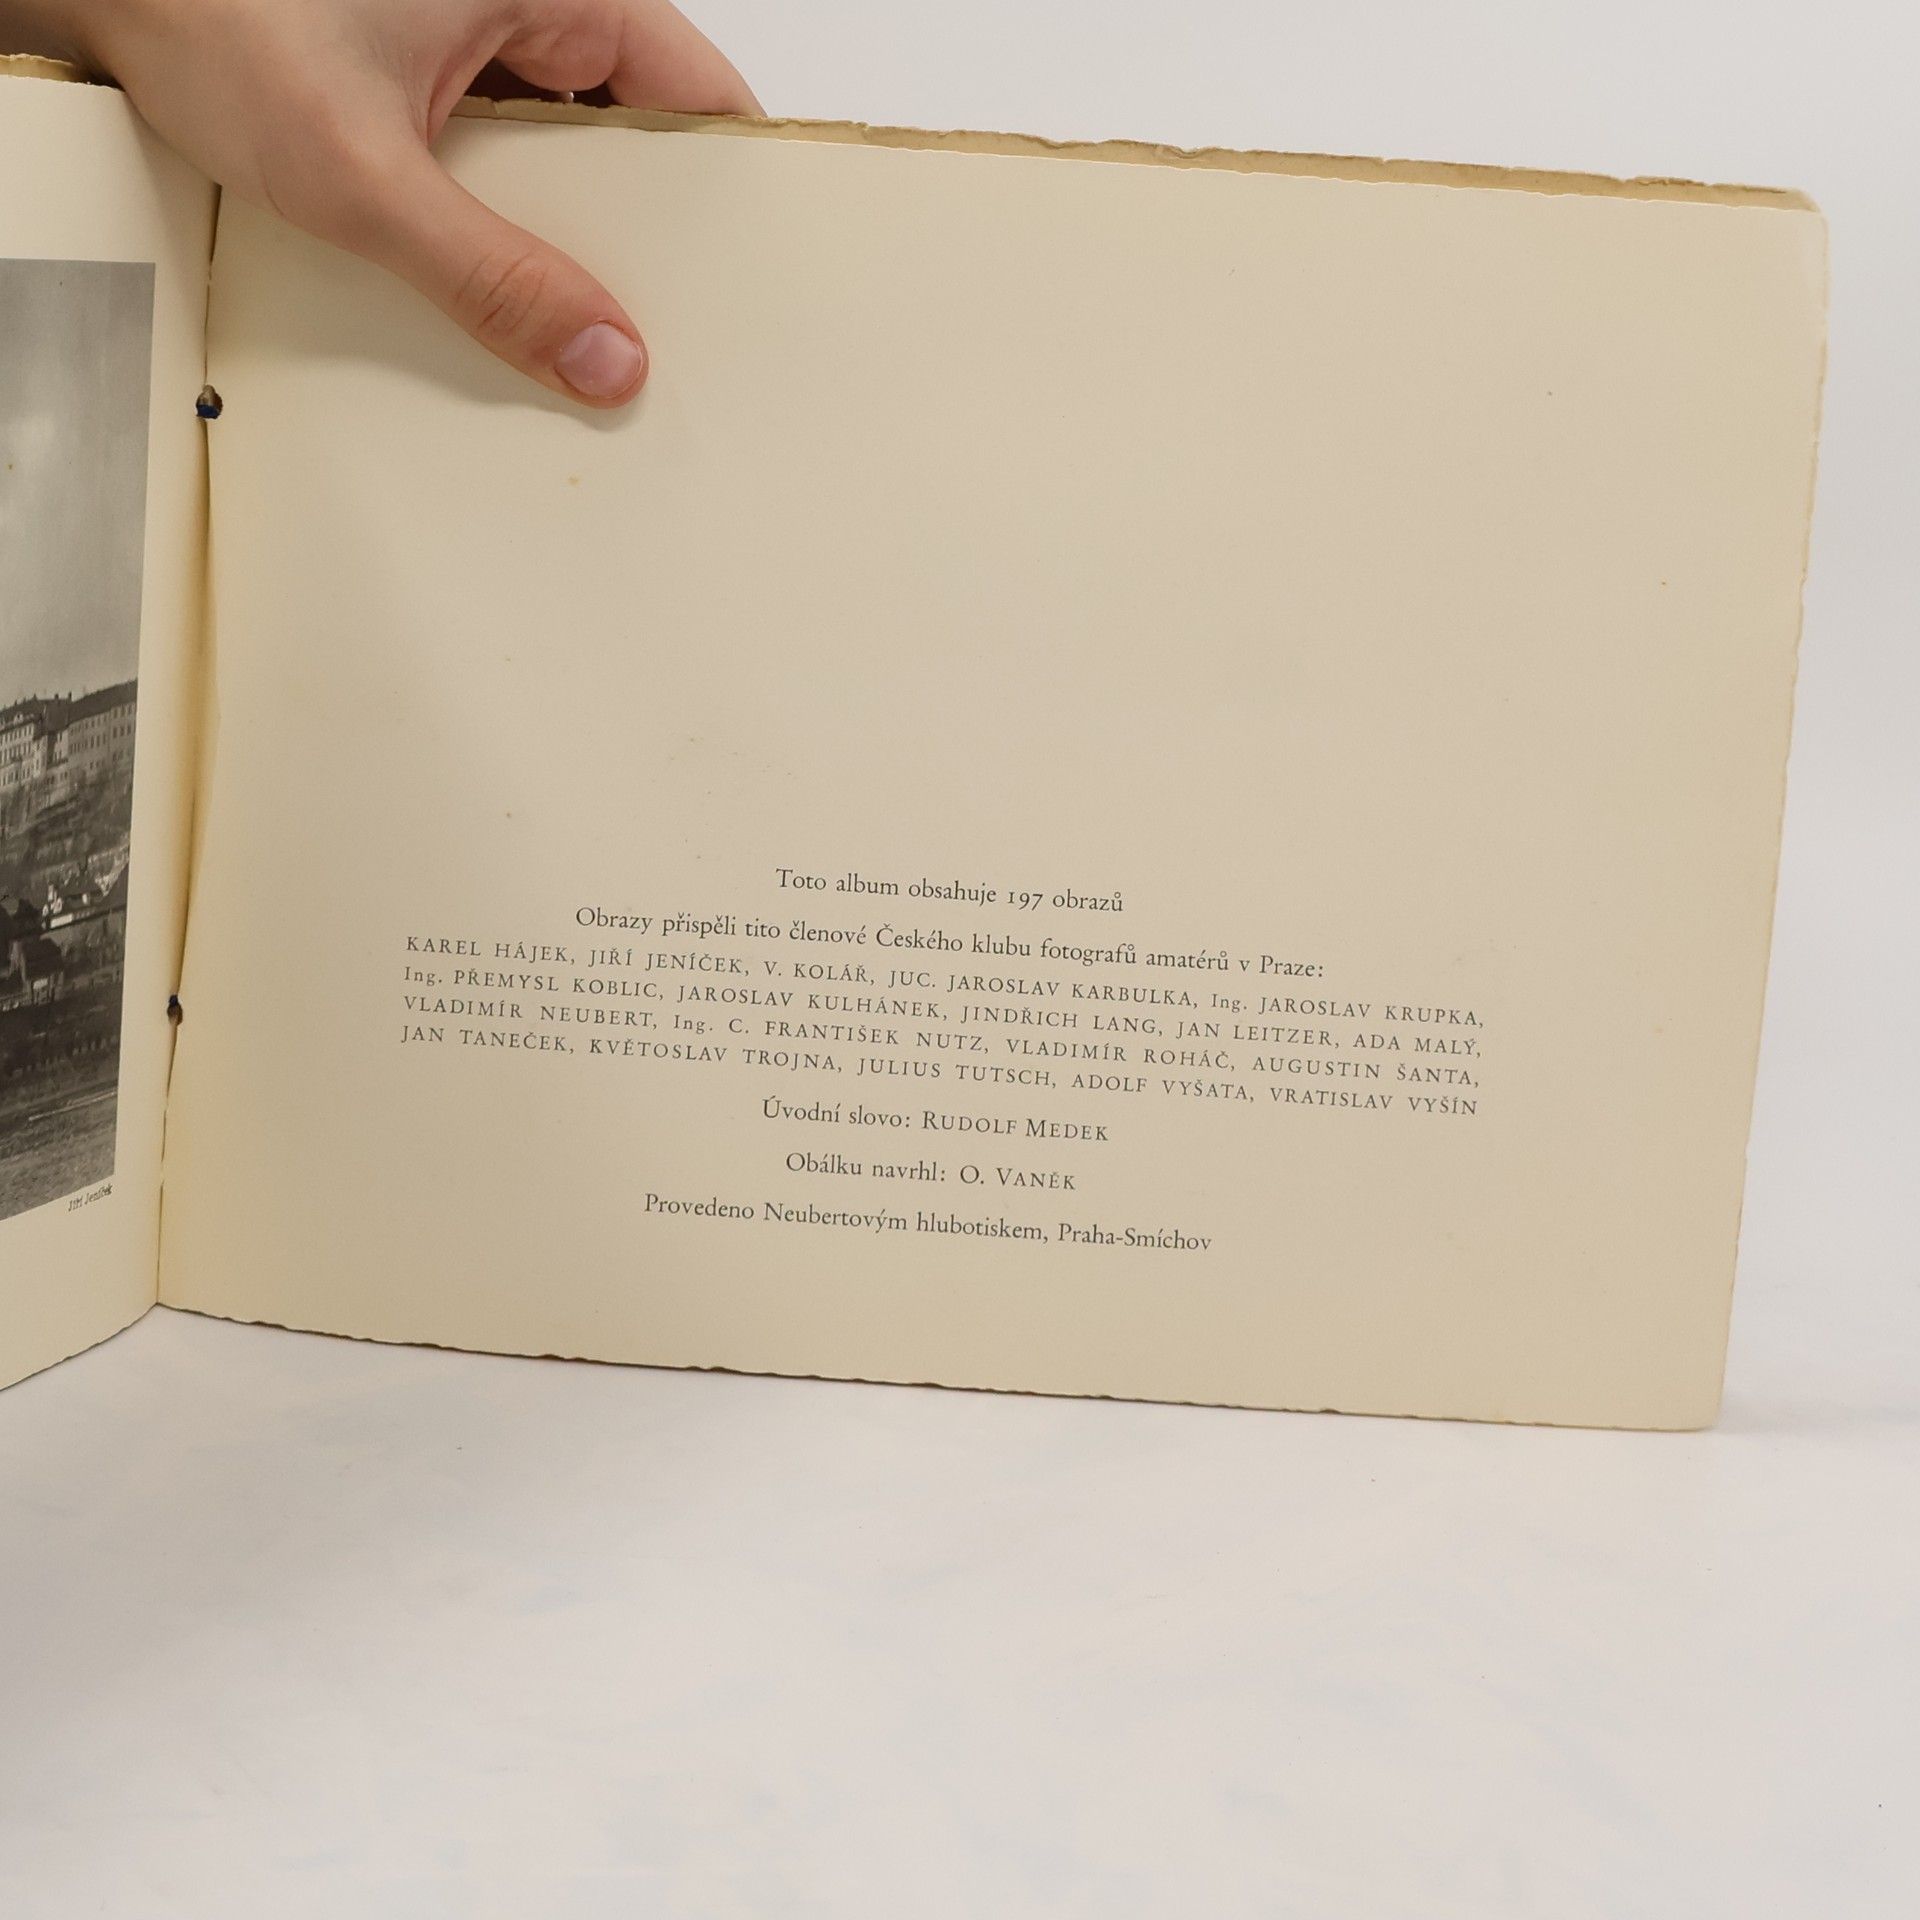 Jiří Jeníček
Toto album obsahuje 197 obrazů
Obrazy přispěli tito členové Českého klubu fotografů amatérů v Praze:
KAREL HÁJEK, JIŘÍ JENÍČEK, V. KOLÁŘ, JUC. JAROSLAV KARBULKA, Ing. JAROSLAV KRUPKA,
Ing. PŘEMYSL KOBLIC, JAROSLAV KULHÁNEK, JINDŘICH LANG, JAN LEITZER, ADA MALÝ,
VLADIMÍR NEUBERT, Ing. C. FRANTIŠEK NUTZ, VLADIMÍR ROHÁČ, AUGUSTIN ŠANTA,
JAN TANEČEK, KVĚTOSLAV TROJNA, JULIUS TUTSCH, ADOLF VYŠATA, VRATISLAV VYŠÍN
Úvodní slovo: RUDOLF MEDEK
Obálku navrhl: O. VANĚK
Provedeno Neubertovým hlubotiskem, Praha-Smíchov